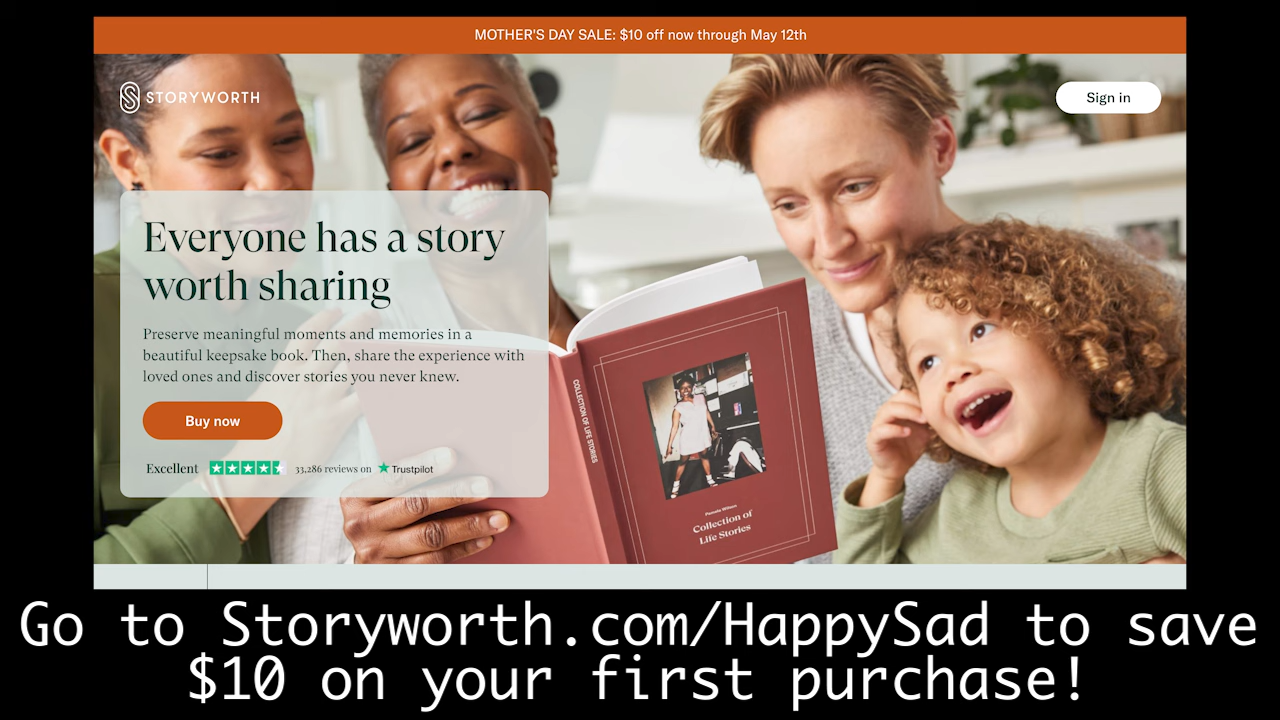 MOTHER'S DAY SALE: $10 off now through May 12th
STORYWORTH
Sign in
Everyone has a story
worth sharing
Preserve meaningful moments and memories in a
beautiful keepsake book. Then, share the experience with
loved ones and discover stories you never knew.
Buy now
Excellent 33,286 reviews on Trustpilot
COLLECTION OF LIFE STORIES
Pamela Wilson
Collection of
Life Stories
Go to Storyworth.com/HappySad to save
$10 on your first purchase!